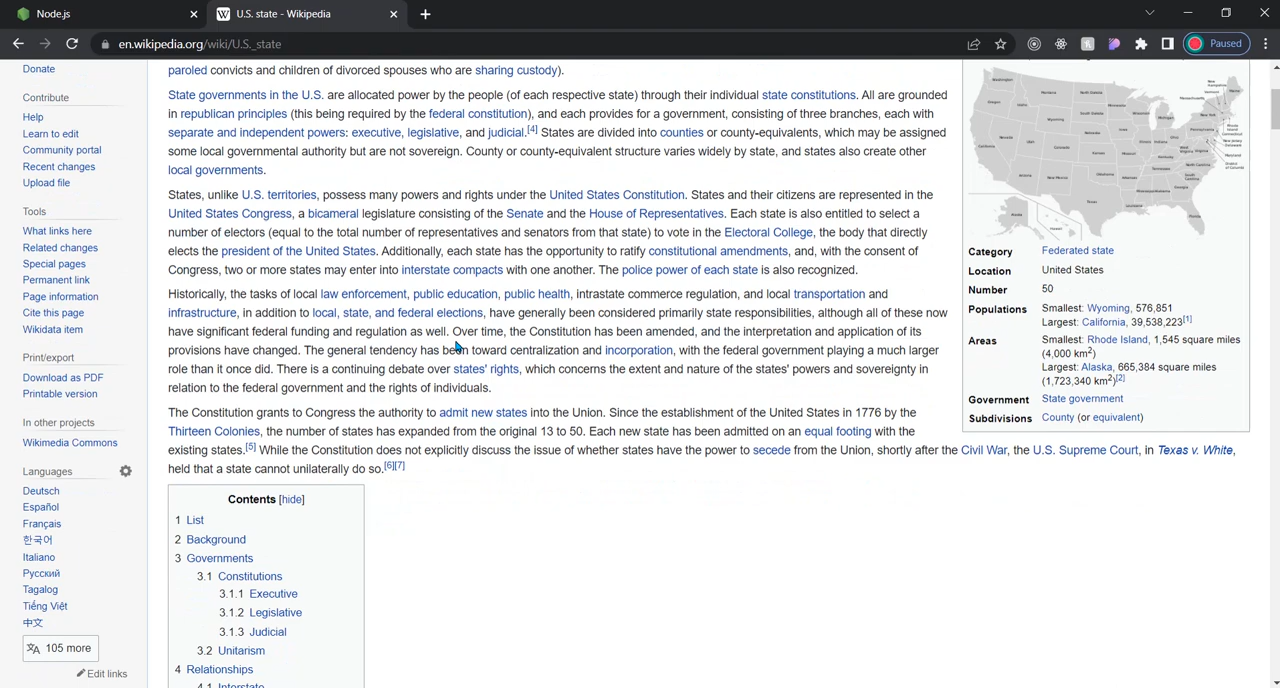 Node.js
U.S. state - Wikipedia
en.wikipedia.org/wiki/U.S._state
Paused
Donate
Contribute
Help
Learn to edit
Community portal
Recent changes
Upload file
Tools
What links here
Related changes
Special pages
Permanent link
Page information
Cite this page
Wikidata item
Print/export
Download as PDF
Printable version
In other projects
Wikimedia Commons
Languages
Deutsch
Español
Français
한국어
Italiano
Русский
Tagalog
Tiếng Việt
中文
105 more
Edit links
paroled convicts and children of divorced spouses who are sharing custody).
State governments in the U.S. are allocated power by the people (of each respective state) through their individual state constitutions. All are grounded
in republican principles (this being required by the federal constitution), and each provides for a government, consisting of three branches, each with
separate and independent powers: executive, legislative, and judicial.[4] States are divided into counties or county-equivalents, which may be assigned
some local governmental authority but are not sovereign. County or county-equivalent structure varies widely by state, and states also create other
local governments.
States, unlike U.S. territories, possess many powers and rights under the United States Constitution. States and their citizens are represented in the
United States Congress, a bicameral legislature consisting of the Senate and the House of Representatives. Each state is also entitled to select a
number of electors (equal to the total number of representatives and senators from that state) to vote in the Electoral College, the body that directly
elects the president of the United States. Additionally, each state has the opportunity to ratify constitutional amendments, and, with the consent of
Congress, two or more states may enter into interstate compacts with one another. The police power of each state is also recognized.
Historically, the tasks of local law enforcement, public education, public health, intrastate commerce regulation, and local transportation and
infrastructure, in addition to local, state, and federal elections, have generally been considered primarily state responsibilities, although all of these now
have significant federal funding and regulation as well. Over time, the Constitution has been amended, and the interpretation and application of its
provisions have changed. The general tendency has been toward centralization and incorporation, with the federal government playing a much larger
role than it once did. There is a continuing debate over states' rights, which concerns the extent and nature of the states' powers and sovereignty in
relation to the federal government and the rights of individuals.
The Constitution grants to Congress the authority to admit new states into the Union. Since the establishment of the United States in 1776 by the
Thirteen Colonies, the number of states has expanded from the original 13 to 50. Each new state has been admitted on an equal footing with the
existing states.[5] While the Constitution does not explicitly discuss the issue of whether states have the power to secede from the Union, shortly after the Civil War, the U.S. Supreme Court, in Texas v. White,
held that a state cannot unilaterally do so.[6][7]
Contents [hide]
1 List
2 Background
3 Governments
3.1 Constitutions
3.1.1 Executive
3.1.2 Legislative
3.1.3 Judicial
3.2 Unitarism
4 Relationships
4.1 Interstate
Category Federated state
Location United States
Number 50
Populations Smallest: Wyoming, 576,851
Largest: California, 39,538,223[1]
Areas Smallest: Rhode Island, 1,545 square miles
(4,000 km²)
Largest: Alaska, 665,384 square miles
(1,723,340 km²)[2]
Government State government
Subdivisions County (or equivalent)